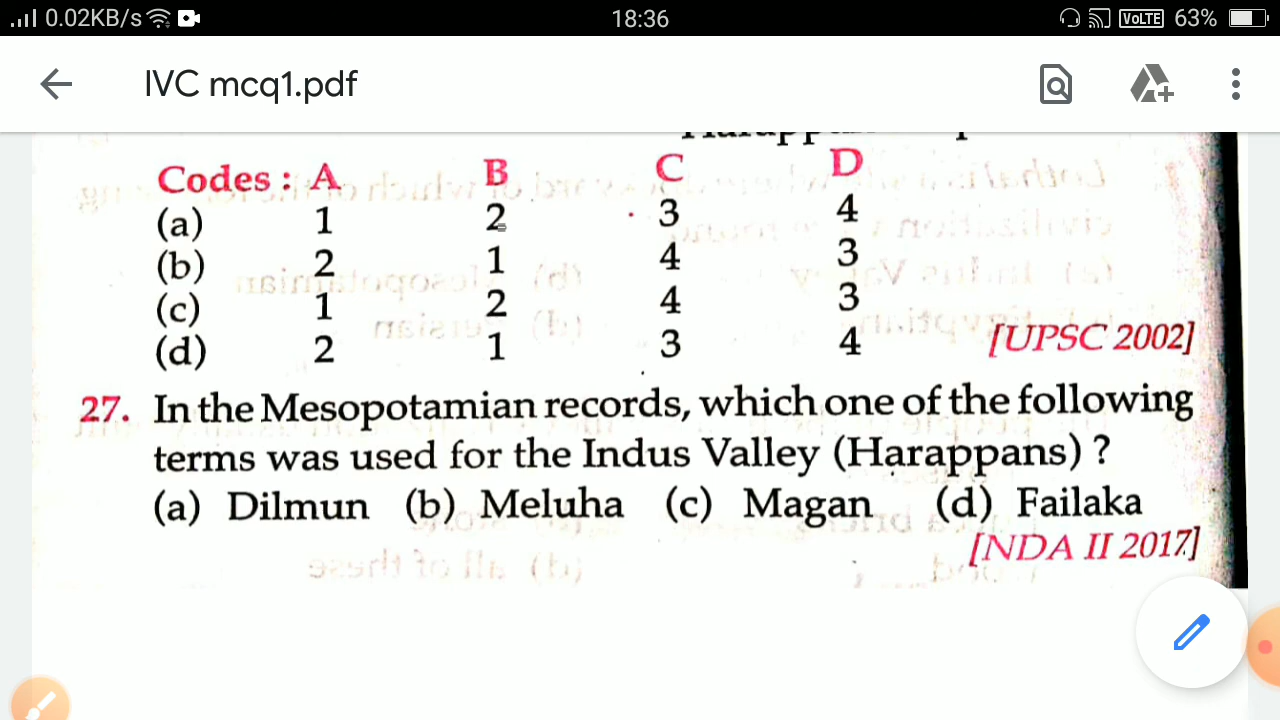 0.02KB/s 18:36 VoLTE 63%
IVC mcq1.pdf
Codes : A B C D
(a) 1 2 3 4
(b) 2 1 4 3
(c) 1 2 4 3
(d) 2 1 3 4 [UPSC 2002]
27. In the Mesopotamian records, which one of the following
terms was used for the Indus Valley (Harappans) ?
(a) Dilmun (b) Meluha (c) Magan (d) Failaka
[NDA II 2017]